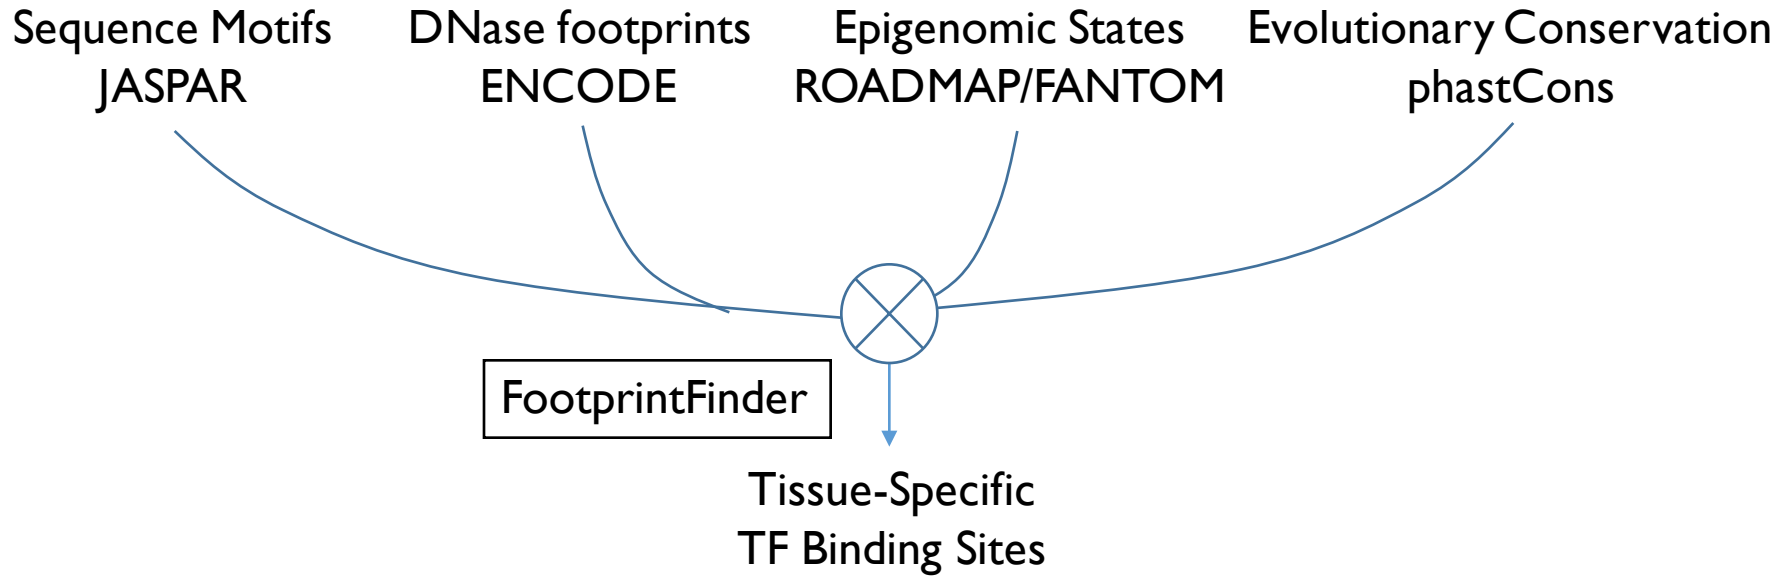 Sequence Motifs
JASPAR
DNase footprints
ENCODE
Epigenomic States
ROADMAP/FANTOM
Evolutionary Conservation
phastCons
FootprintFinder
Tissue-Specific
TF Binding Sites